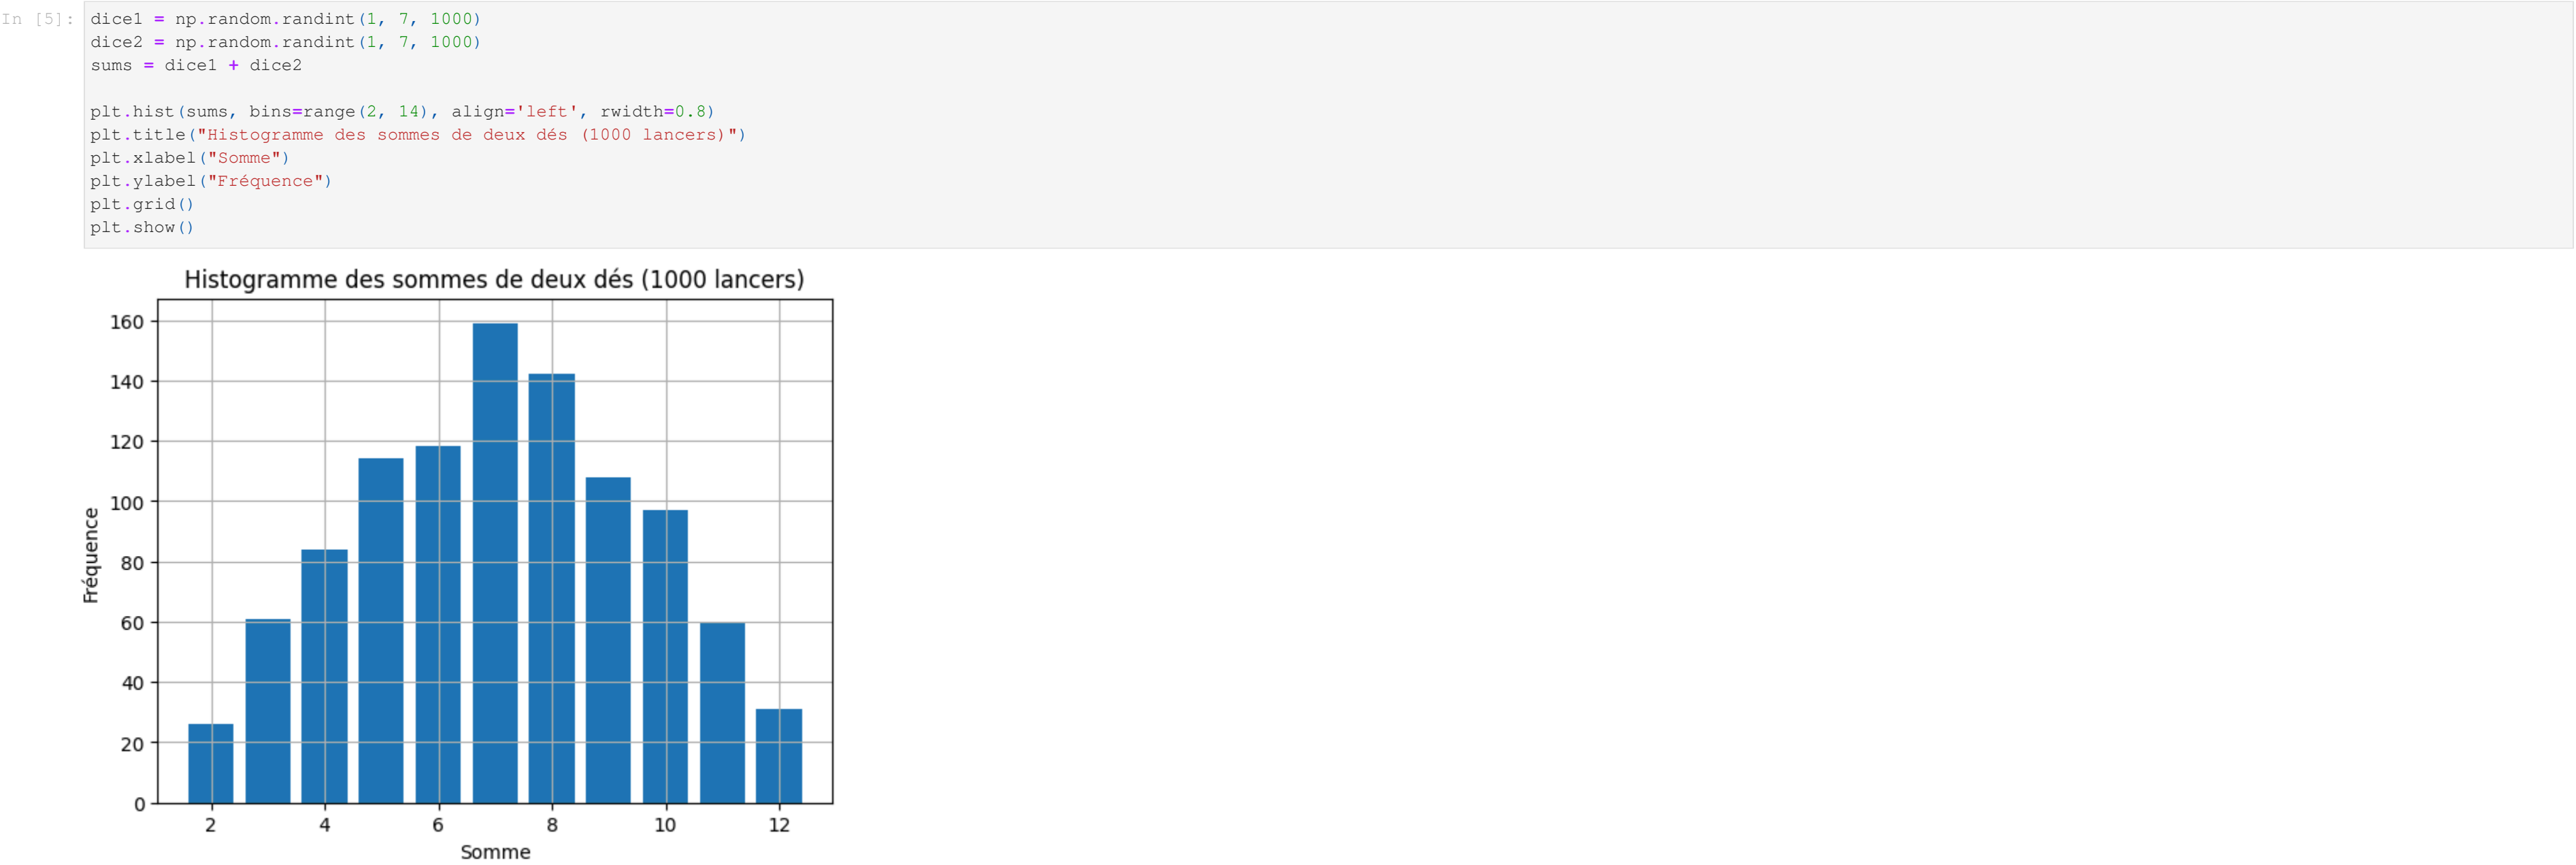 In [5]: dice1 = np.random.randint(1, 7, 1000)
dice2 = np.random.randint(1, 7, 1000)
sums = dice1 + dice2
plt.hist(sums, bins=range(2, 14), align='left', rwidth=0.8)
plt.title("Histogramme des sommes de deux dés (1000 lancers)")
plt.xlabel("Somme")
plt.ylabel("Fréquence")
plt.grid()
plt.show()
Histogramme des sommes de deux dés (1000 lancers)
160
140
120
100
80
60
40
20
0
Fréquence
2 4 6 8 10 12
Somme